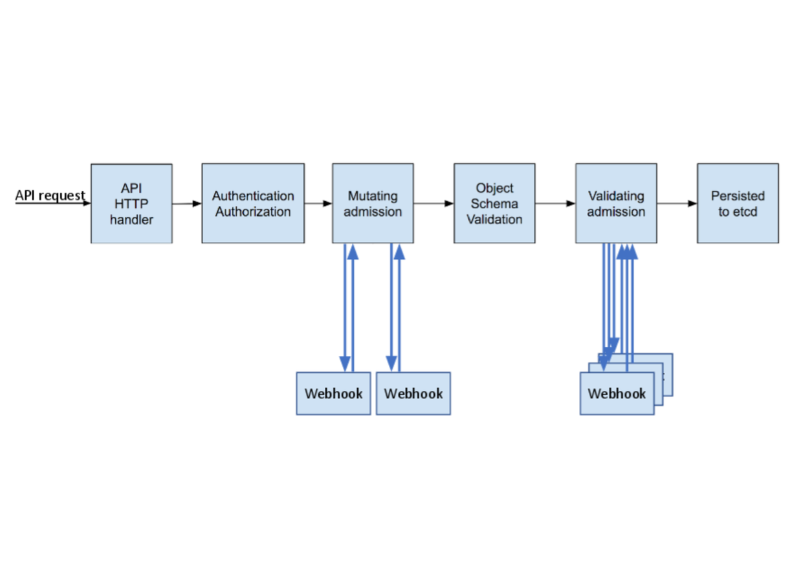 API request
API
HTTP
handler
Authentication
Authorization
Mutating
admission
Object
Schema
Validation
Validating
admission
Persisted
to etcd
Webhook
Webhook
Webhook